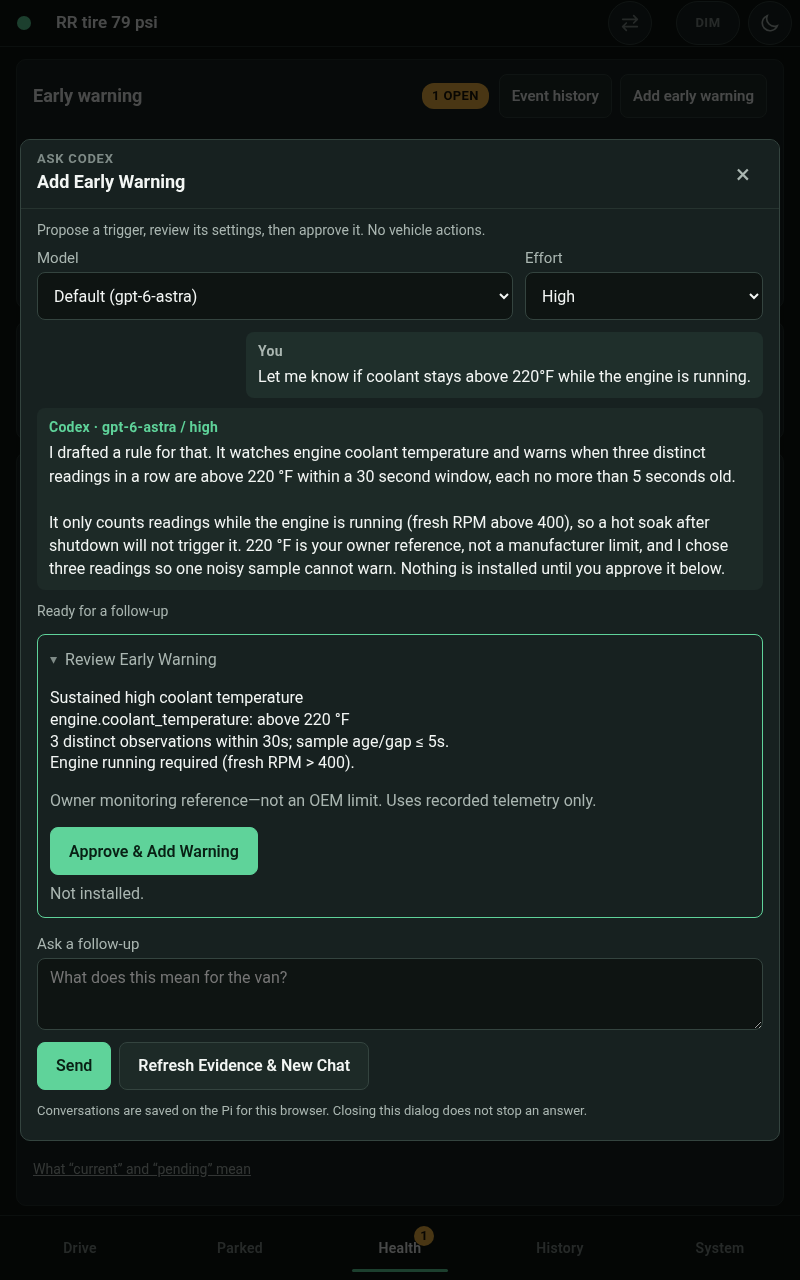 RR tire 79 psi
DIM
Early warning
1 OPEN
Event history
Add early warning
ASK CODEX
Add Early Warning
×
Propose a trigger, review its settings, then approve it. No vehicle actions.
Model
Effort
Default (gpt-6-astra)
High
You
Let me know if coolant stays above 220°F while the engine is running.
Codex · gpt-6-astra / high
I drafted a rule for that. It watches engine coolant temperature and warns when three distinct
readings in a row are above 220 °F within a 30 second window, each no more than 5 seconds old.
It only counts readings while the engine is running (fresh RPM above 400), so a hot soak after
shutdown will not trigger it. 220 °F is your owner reference, not a manufacturer limit, and I chose
three readings so one noisy sample cannot warn. Nothing is installed until you approve it below.
Ready for a follow-up
▾ Review Early Warning
Sustained high coolant temperature
engine.coolant_temperature: above 220 °F
3 distinct observations within 30s; sample age/gap ≤ 5s.
Engine running required (fresh RPM > 400).
Owner monitoring reference—not an OEM limit. Uses recorded telemetry only.
Approve & Add Warning
Not installed.
Ask a follow-up
What does this mean for the van?
Send
Refresh Evidence & New Chat
Conversations are saved on the Pi for this browser. Closing this dialog does not stop an answer.
What “current” and “pending” mean
1
Drive
Parked
Health
History
System